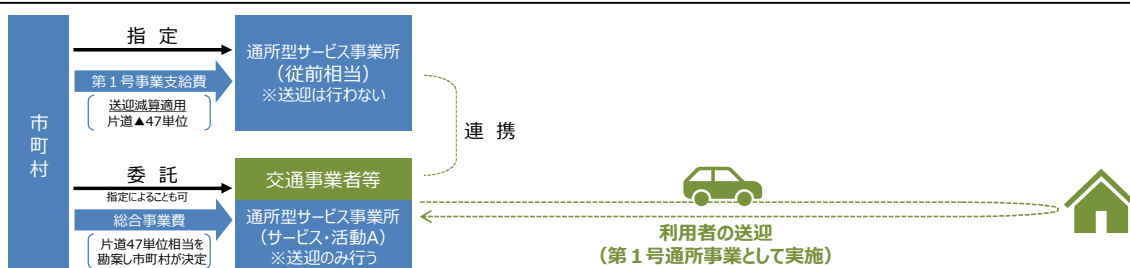 市町村
指 定
第１号事業支給費
送迎減算適用
片道▲47単位
通所型サービス事業所
（従前相当）
※送迎は行わない
連 携
委 託
指定によることも可
総合事業費
片道47単位相当を
勘案し市町村が決定
交通事業者等
通所型サービス事業所
（サービス・活動A）
※送迎のみ行う
利用者の送迎
（第１号通所事業として実施）